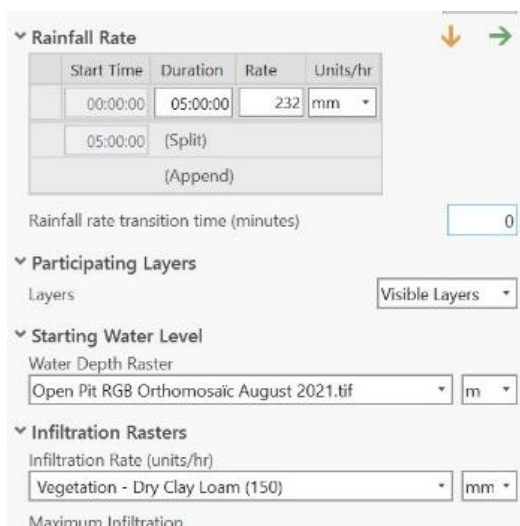 Rainfall Rate
Start Time Duration Rate Units/hr
00:00:00 05:00:00 232 mm
05:00:00 (Split)
(Append)
Rainfall rate transition time (minutes) 0
Participating Layers
Layers Visible Layers
Starting Water Level
Water Depth Raster
Open Pit RGB Orthomosaïc August 2021.tif m
Infiltration Rasters
Infiltration Rate (units/hr)
Vegetation - Dry Clay Loam (150) mm
Maximum Infiltration